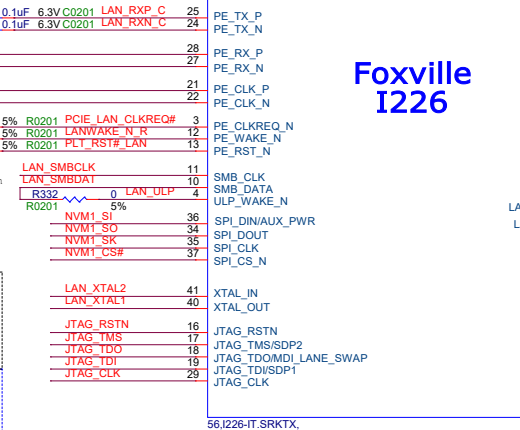 0.1uF 6.3V C0201 LAN_RXP_C 25 PE_TX_P
0.1uF 6.3V C0201 LAN_RXN_C 24 PE_TX_N
28 PE_RX_P
27 PE_RX_N
Foxville
I226
21 PE_CLK_P
22 PE_CLK_N
5% R0201 PCIE_LAN_CLKREQ# 3 PE_CLKREQ_N
5% R0201 LANWAKE_N_R 12 PE_WAKE_N
5% R0201 PLT_RST#_LAN 13 PE_RST_N
LAN_SMBCLK 11 SMB_CLK
LAN_SMBDAT 10 SMB_DATA
R332 0 LAN_ULP 4 ULP_WAKE_N
R0201 5%
NVM1_SI 36 SPI_DIN/AUX_PWR
NVM1_SO 34 SPI_DOUT
NVM1_SK 35 SPI_CLK
NVM1_CS# 37 SPI_CS_N
LAN_XTAL2 41 XTAL_IN
LAN_XTAL1 40 XTAL_OUT
JTAG_RSTN 16 JTAG_RSTN
JTAG_TMS 17 JTAG_TMS/SDP2
JTAG_TDO 18 JTAG_TDO/MDI_LANE_SWAP
JTAG_TDI 19 JTAG_TDI/SDP1
JTAG_CLK 29 JTAG_CLK
56,I226-IT.SRKTX,